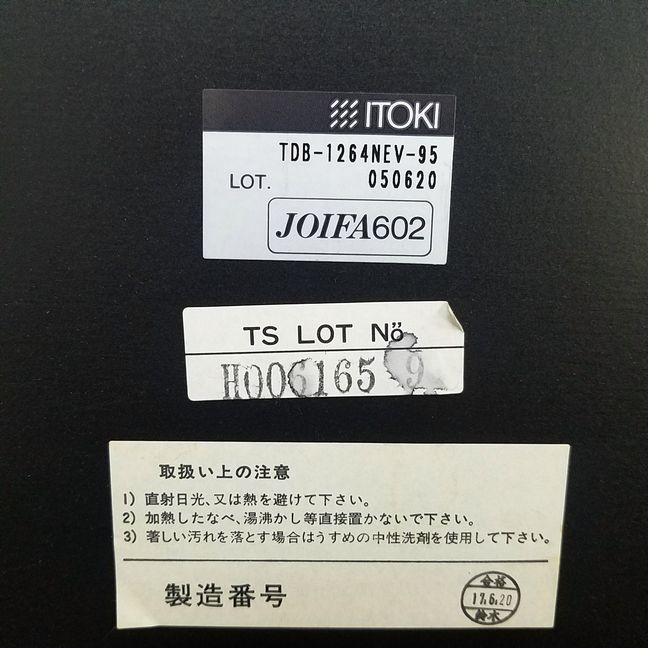 ITOKI
TDB-1264NEV-95
LOT. 050620
JOIFA602
TS LOT No
H006165 9
取扱い上の注意
1) 直射日光、又は熱を避けて下さい。
2) 加熱したなべ、湯沸かし等直接置かないで下さい。
3) 著しい汚れを落とす場合はうすめの中性洗剤を使用して下さい。
製造番号
合格
17.6.20
鈴木